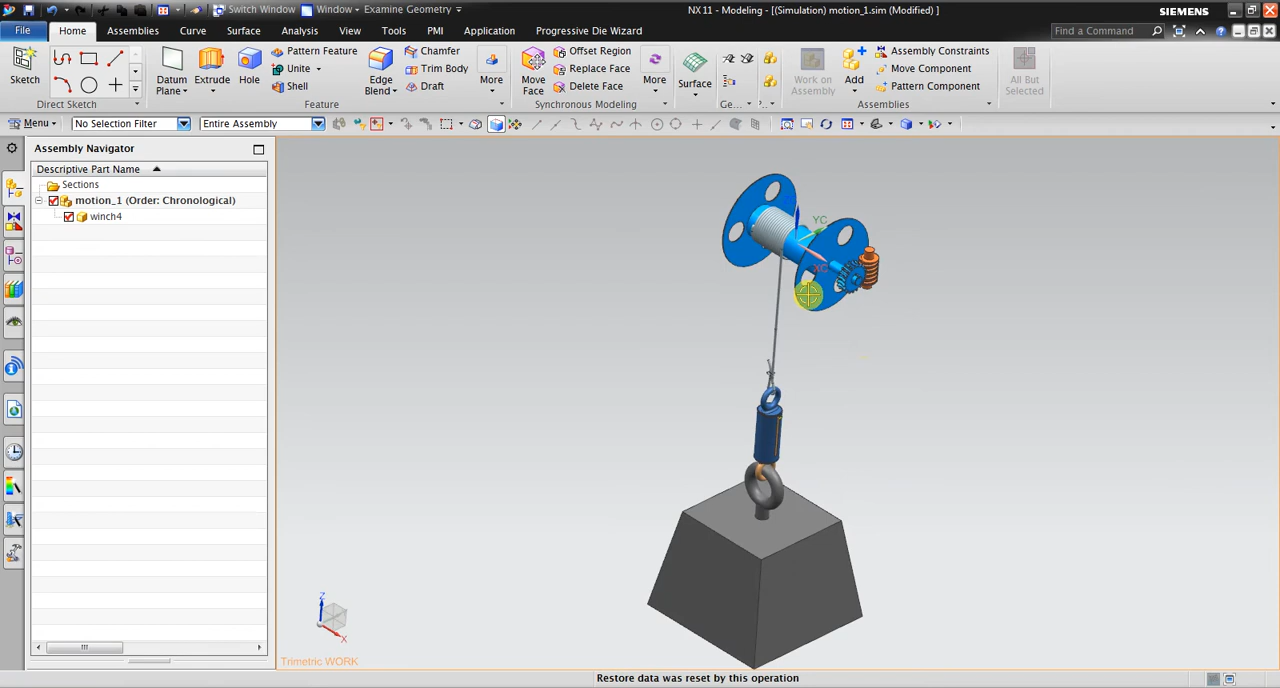 Switch Window
Window
Examine Geometry
NX 11 - Modeling - [(Simulation) motion_1.sim (Modified) ]
SIEMENS
File
Home
Assemblies
Curve
Surface
Analysis
View
Tools
PMI
Application
Progressive Die Wizard
Find a Command
Sketch
Direct Sketch
Datum
Plane
Extrude
Hole
Pattern Feature
Unite
Shell
Edge
Blend
Chamfer
Trim Body
Draft
More
Feature
Move
Face
Offset Region
Replace Face
Delete Face
More
Synchronous Modeling
Surface
Ge...
Work on
Assembly
Add
Assembly Constraints
Move Component
Pattern Component
Assemblies
All But
Selected
Menu
No Selection Filter
Entire Assembly
Assembly Navigator
Descriptive Part Name
Sections
motion_1 (Order: Chronological)
winch4
YC
XC
Z
X
Trimetric WORK
Restore data was reset by this operation